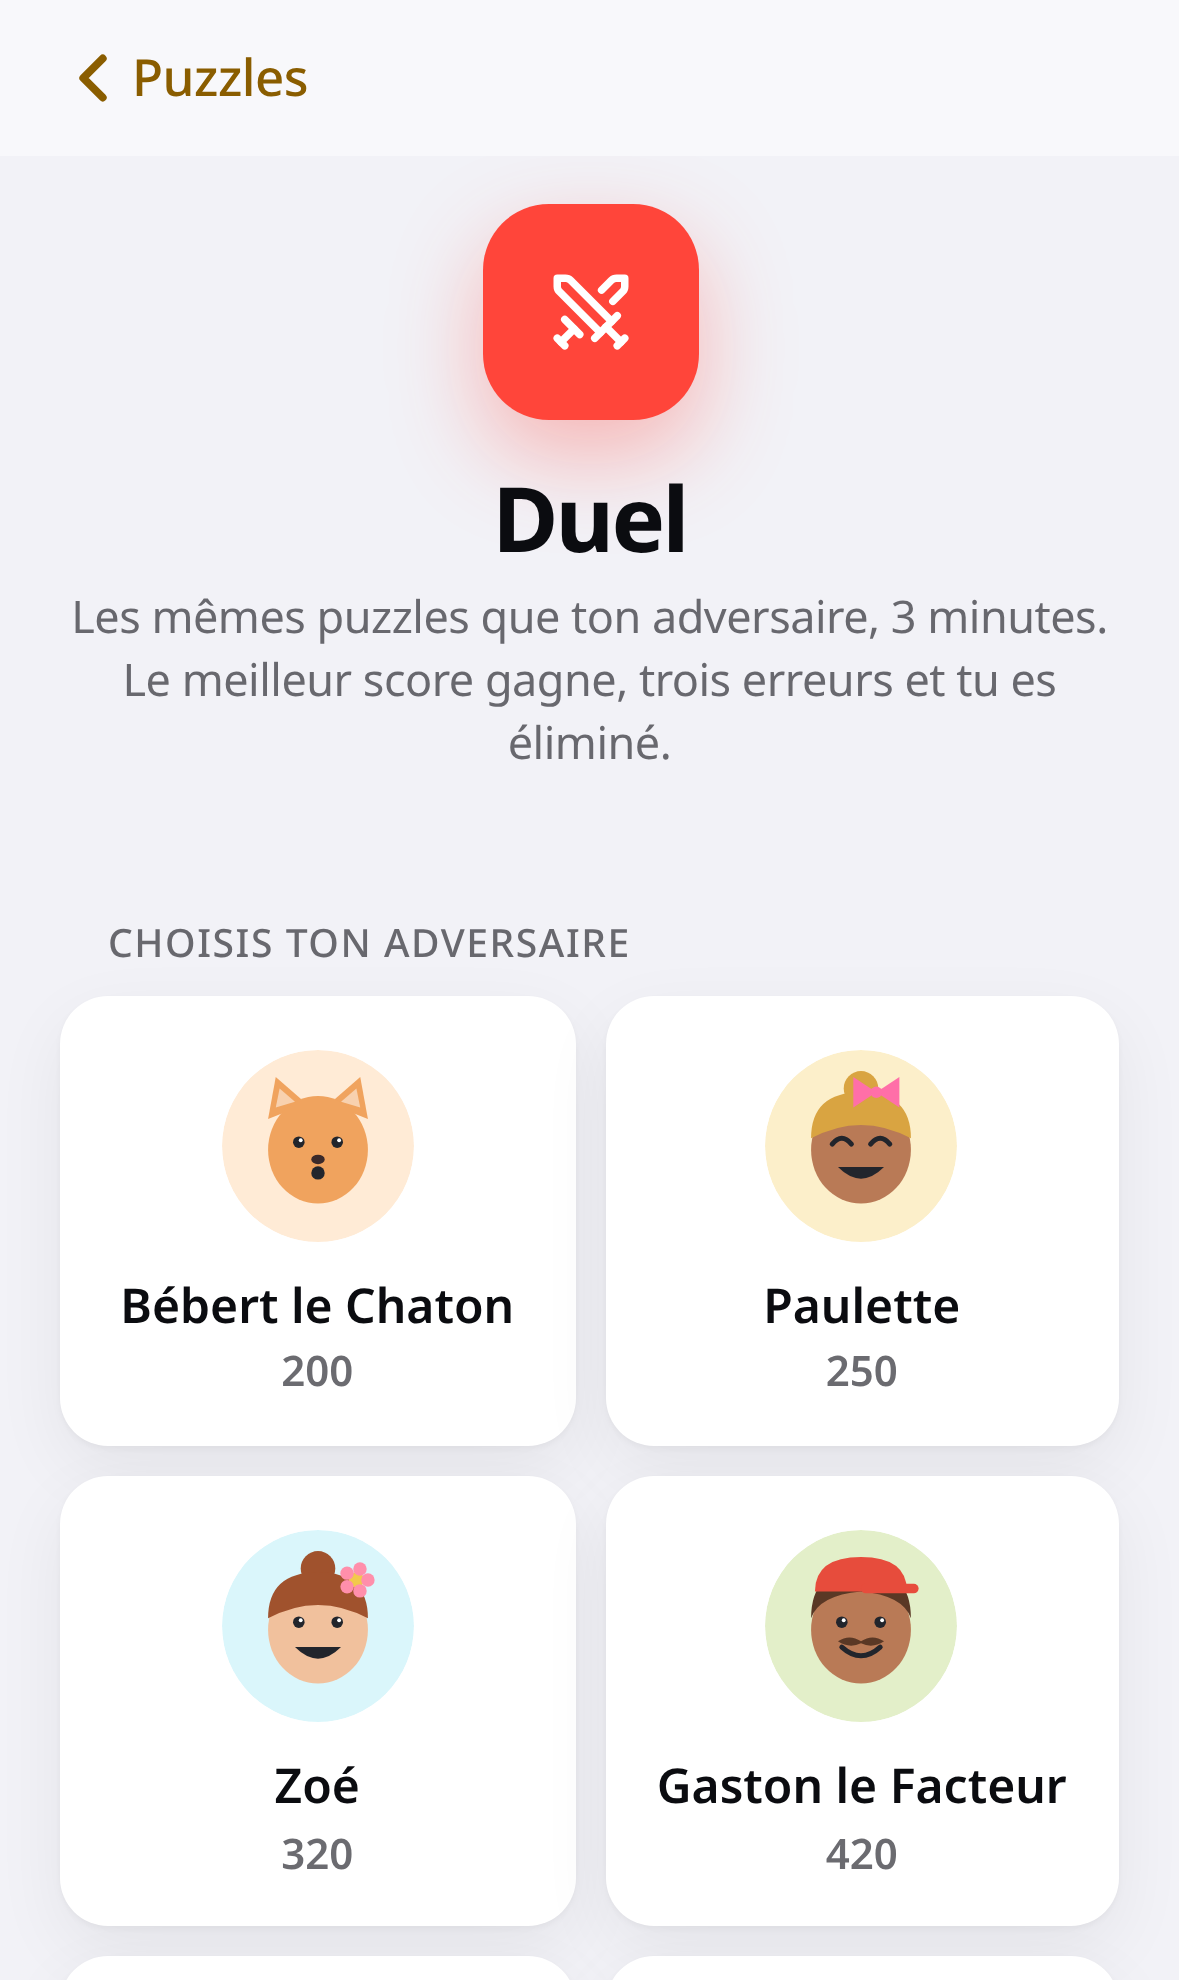 Puzzles
Duel
Les mêmes puzzles que ton adversaire, 3 minutes.
Le meilleur score gagne, trois erreurs et tu es
éliminé.
CHOISIS TON ADVERSAIRE
Bébert le Chaton
200
Paulette
250
Zoé
320
Gaston le Facteur
420